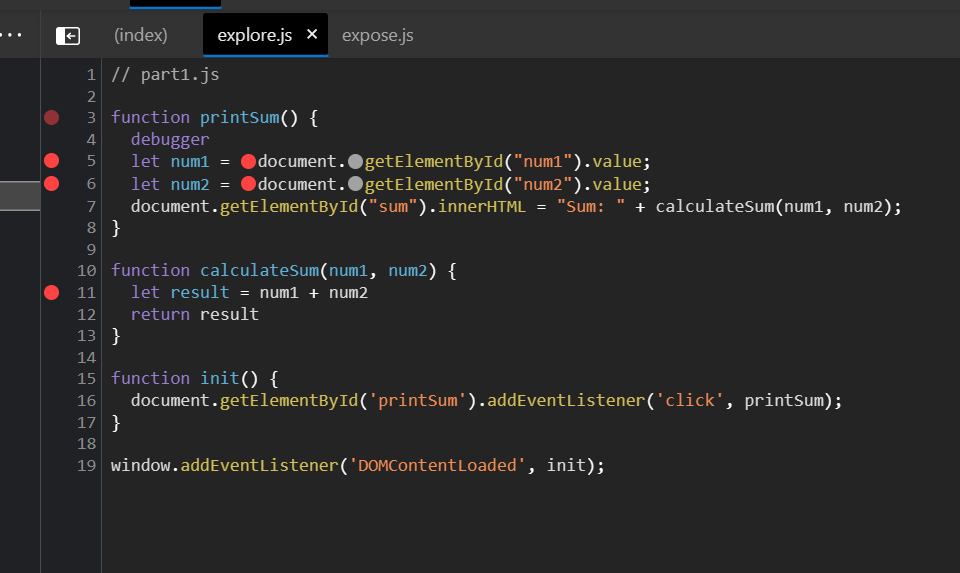 ··· (index) explore.js × expose.js
1 // part1.js
2
3 function printSum() {
4   debugger
5   let num1 = document.getElementById("num1").value;
6   let num2 = document.getElementById("num2").value;
7   document.getElementById("sum").innerHTML = "Sum: " + calculateSum(num1, num2);
8 }
9
10 function calculateSum(num1, num2) {
11   let result = num1 + num2
12   return result
13 }
14
15 function init() {
16   document.getElementById('printSum').addEventListener('click', printSum);
17 }
18
19 window.addEventListener('DOMContentLoaded', init);